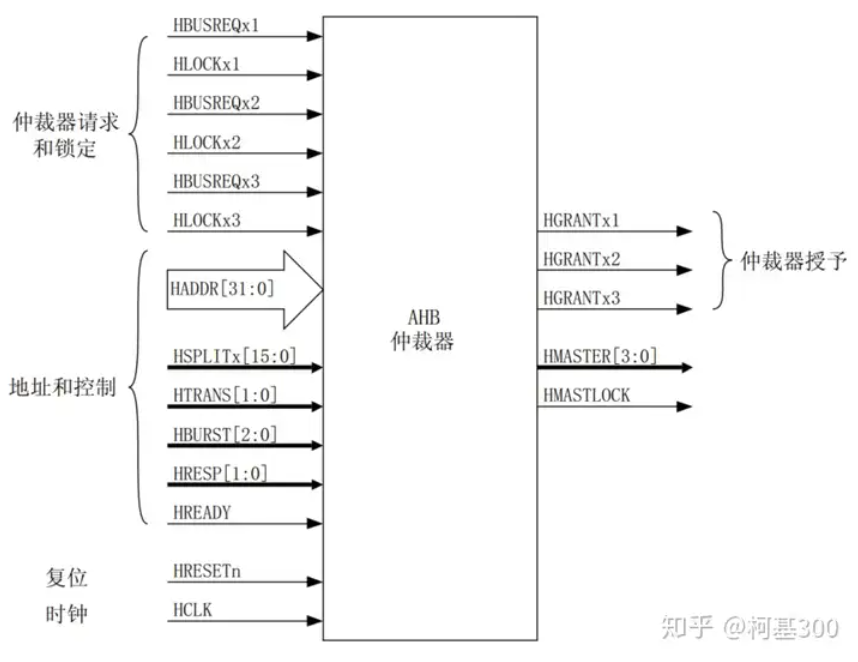 HBUSREQx1
HLOCKx1
HBUSREQx2
仲裁器请求
和锁定
HLOCKx2
HBUSREQx3
HLOCKx3
HADDR[31:0]
HSPLITx[15:0]
地址和控制
HTRANS[1:0]
HBURST[2:0]
HRESP[1:0]
HREADY
复位
HRESETn
时钟
HCLK
AHB
仲裁器
HGRANTx1
HGRANTx2
仲裁器授予
HGRANTx3
HMASTER[3:0]
HMASTLOCK
知乎 @柯基300